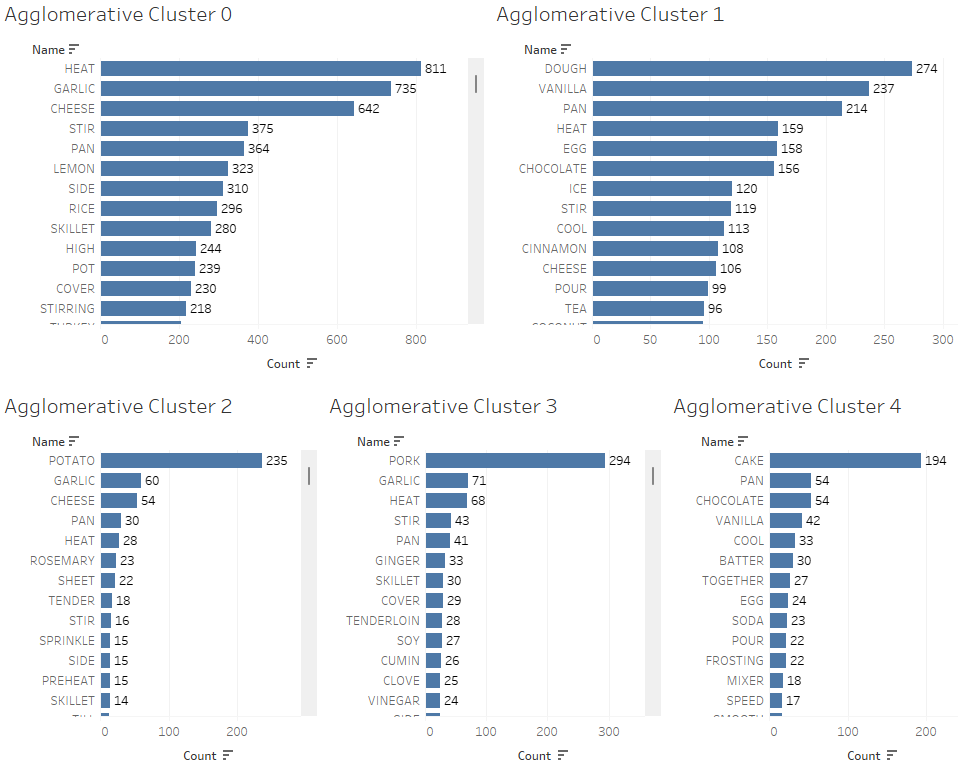 Agglomerative Cluster 0
Name
HEAT 811
GARLIC 735
CHEESE 642
STIR 375
PAN 364
LEMON 323
SIDE 310
RICE 296
SKILLET 280
HIGH 244
POT 239
COVER 230
STIRRING 218
TURKEY
0 200 400 600 800
Count
Agglomerative Cluster 1
Name
DOUGH 274
VANILLA 237
PAN 214
HEAT 159
EGG 158
CHOCOLATE 156
ICE 120
STIR 119
COOL 113
CINNAMON 108
CHEESE 106
POUR 99
TEA 96
COCONUT
0 50 100 150 200 250 300
Count
Agglomerative Cluster 2
Name
POTATO 235
GARLIC 60
CHEESE 54
PAN 30
HEAT 28
ROSEMARY 23
SHEET 22
TENDER 18
STIR 16
SPRINKLE 15
SIDE 15
PREHEAT 15
SKILLET 14
0 100 200
Count
Agglomerative Cluster 3
Name
PORK 294
GARLIC 71
HEAT 68
STIR 43
PAN 41
GINGER 33
SKILLET 30
COVER 29
TENDERLOIN 28
SOY 27
CUMIN 26
CLOVE 25
VINEGAR 24
SIDE
0 100 200 300
Count
Agglomerative Cluster 4
Name
CAKE 194
PAN 54
CHOCOLATE 54
VANILLA 42
COOL 33
BATTER 30
TOGETHER 27
EGG 24
SODA 23
POUR 22
FROSTING 22
MIXER 18
SPEED 17
SMOOTH
0 100 200
Count